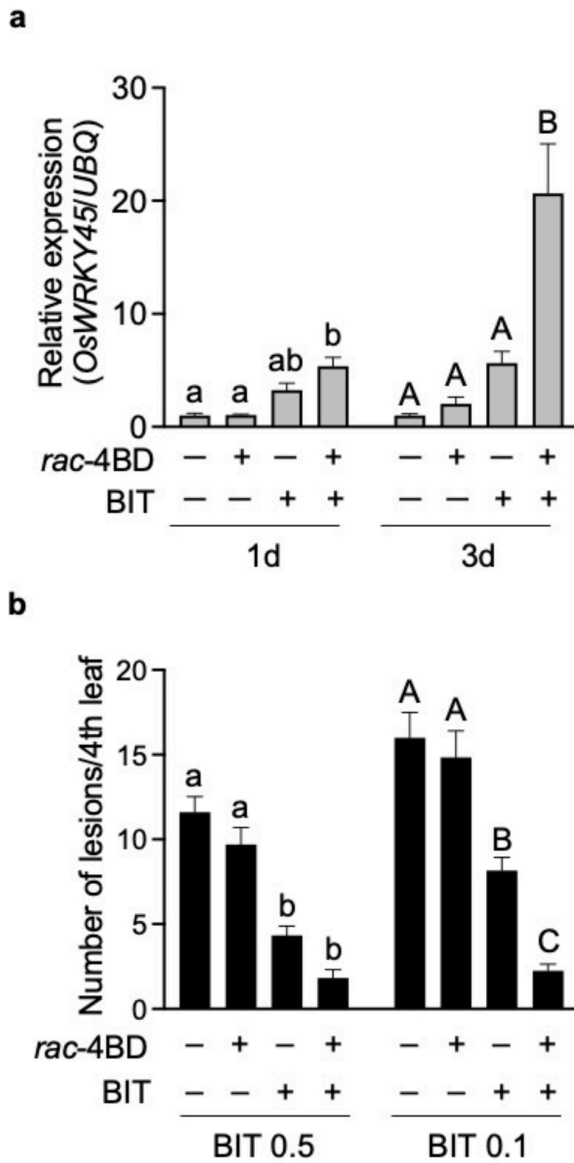 a
Relative expression
(OsWRKY45/UBQ)
30
20
10
0
a a ab b A A A B
rac-4BD – + – + – + – +
BIT – – + + – – + +
1d 3d
b
Number of lesions/4th leaf
20
15
10
5
0
a a b b A A B C
rac-4BD – + – + – + – +
BIT – – + + – – + +
BIT 0.5 BIT 0.1